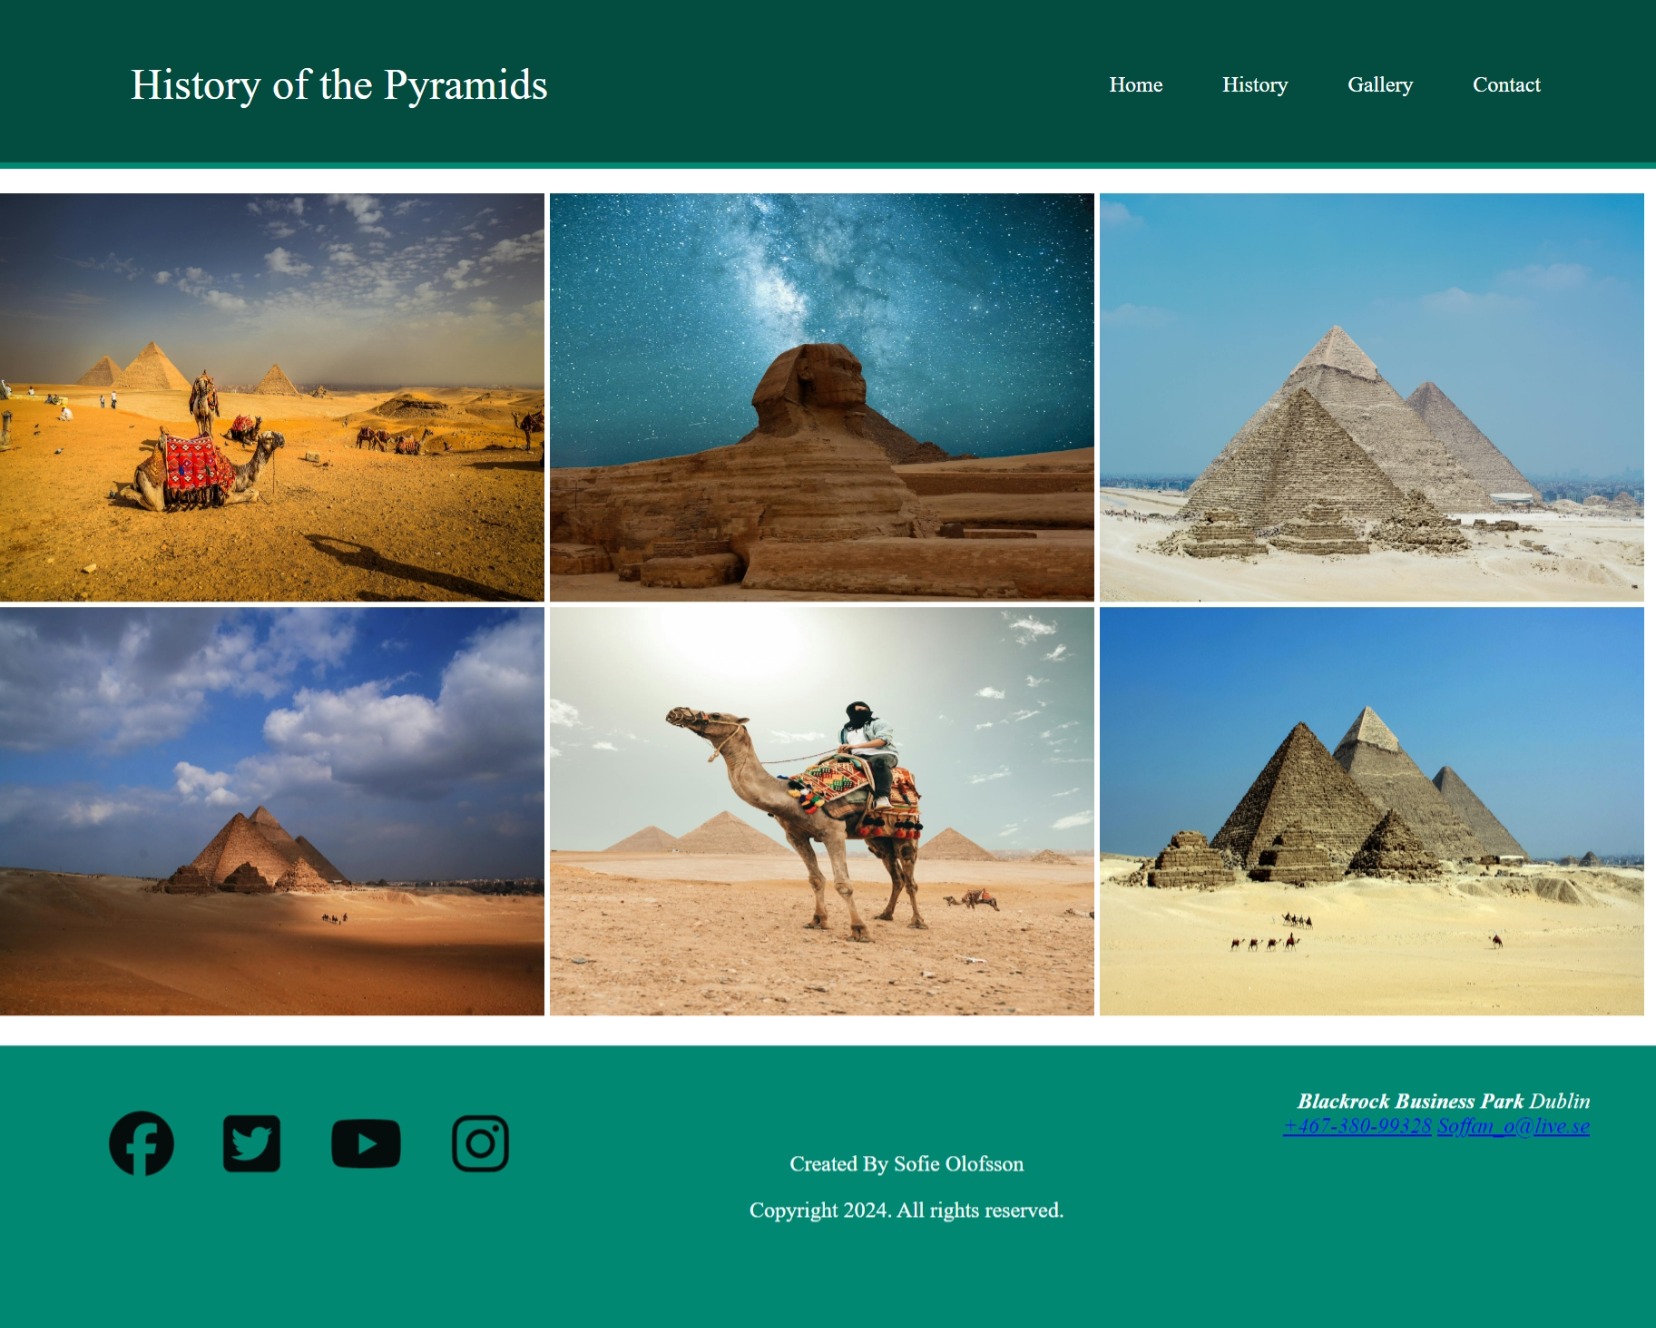 History of the Pyramids
Home History Gallery Contact
Blackrock Business Park Dublin
+467-380-99328 Soffan_o@live.se
Created By Sofie Olofsson
Copyright 2024. All rights reserved.